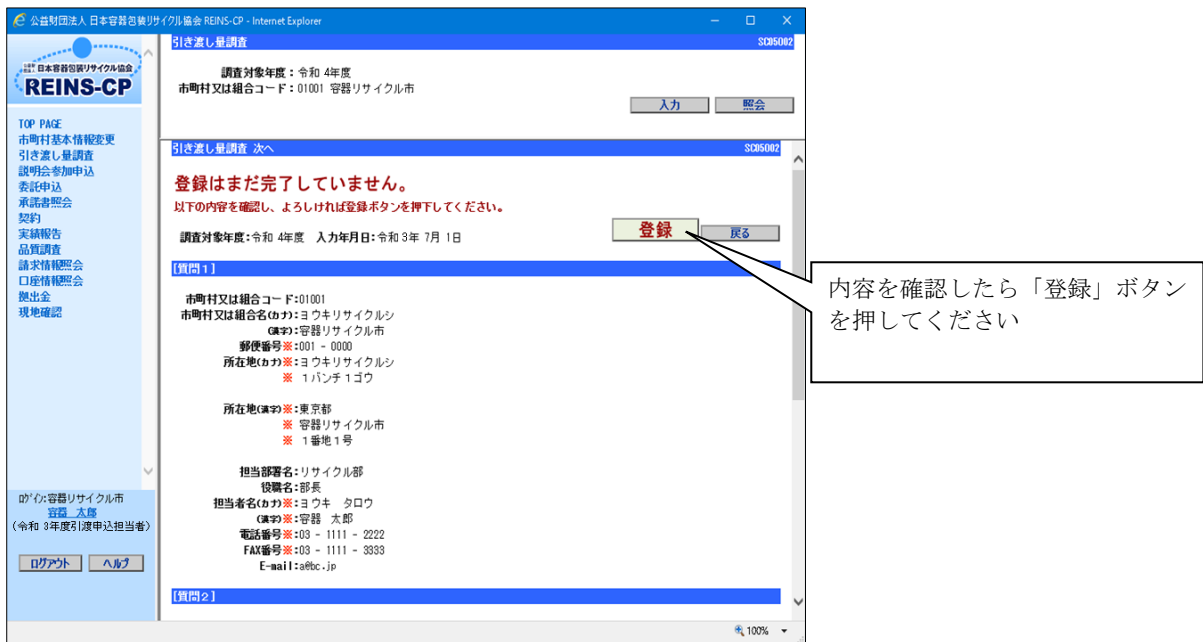 公益財団法人 日本容器包装リサイクル協会 REINS-CP - Internet Explorer
日本容器包装リサイクル協会
REINS-CP
TOP PAGE
市町村基本情報変更
引き渡し量調査
説明会参加申込
委託申込
承諾書照会
契約
実績報告
品質調査
請求情報照会
口座情報照会
拠出金
現地確認
ﾛｸﾞｲﾝ:容器リサイクル市
容器 太郎
(令和 3年度引渡申込担当者)
ログアウト ヘルプ
引き渡し量調査 SC05002
調査対象年度：令和 4年度
市町村又は組合コード：01001 容器リサイクル市
入力 照会
引き渡し量調査 次へ SC05002
登録はまだ完了していません。
以下の内容を確認し、よろしければ登録ボタンを押下してください。
登録 戻る
調査対象年度:令和 4年度 入力年月日:令和 3年 7月 1日
[質問1]
市町村又は組合コード:01001
市町村又は組合名(カナ):ヨウキリサイクルシ
(漢字):容器リサイクル市
郵便番号※:001 - 0000
所在地(カナ)※:ヨウキリサイクルシ
※ 1バンチ1ゴウ
所在地(漢字)※:東京都
※ 容器リサイクル市
※ 1番地1号
担当部署名:リサイクル部
役職名:部長
担当者名(カナ)※:ヨウキ タロウ
(漢字)※:容器 太郎
電話番号※:03 - 1111 - 2222
FAX番号※:03 - 1111 - 3333
E-mail:a@bc.jp
[質問2]
100%
内容を確認したら「登録」ボタン
を押してください